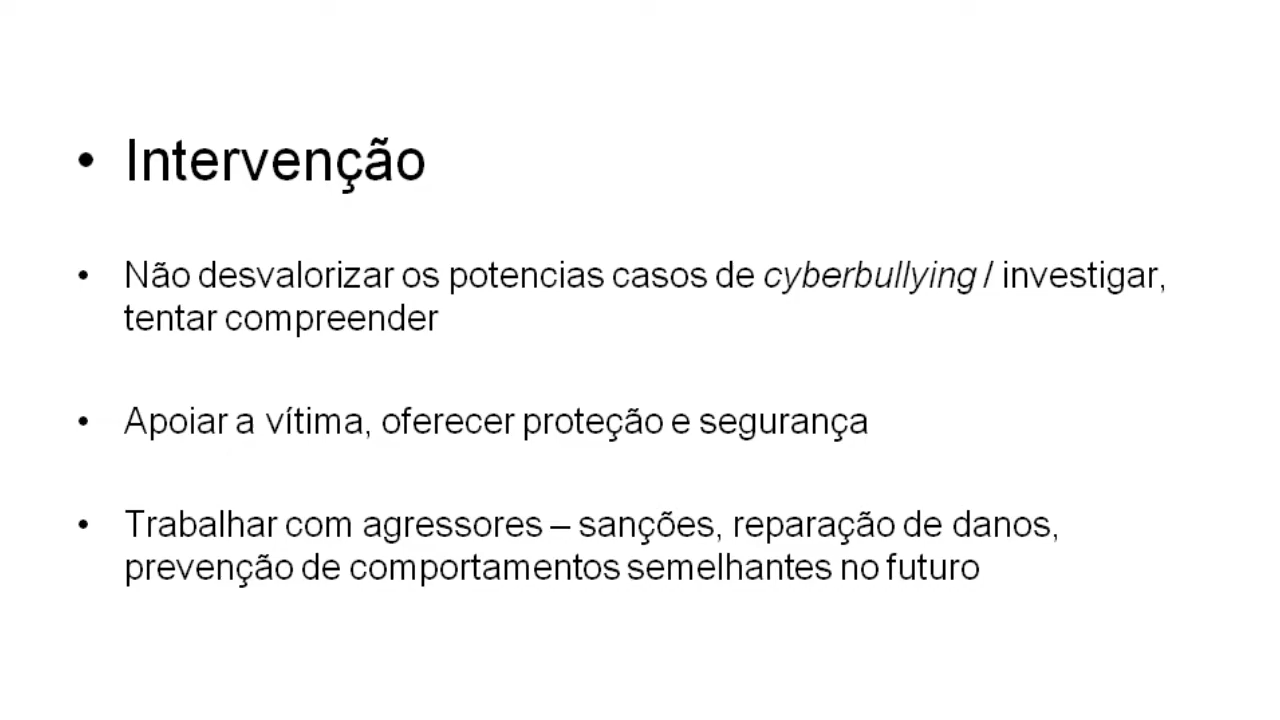 • Intervenção
• Não desvalorizar os potencias casos de cyberbullying / investigar,
tentar compreender
• Apoiar a vítima, oferecer proteção e segurança
• Trabalhar com agressores – sanções, reparação de danos,
prevenção de comportamentos semelhantes no futuro